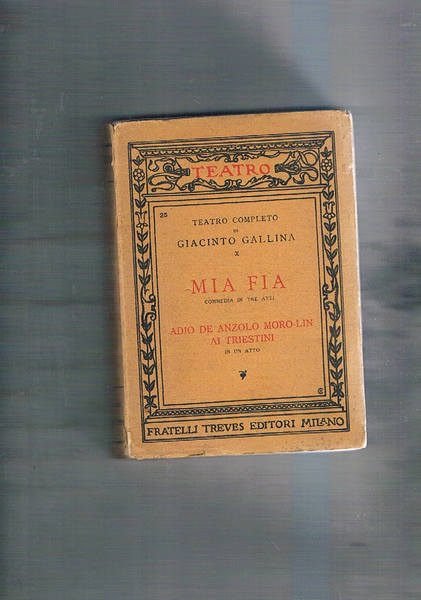 TEATRO
25
TEATRO COMPLETO
DI
GIACINTO GALLINA
X
MIA FIA
COMMEDIA IN TRE ATTI
ADIO DE ANZOLO MORO-LIN
AI TRIESTINI
IN UN ATTO
FRATELLI TREVES EDITORI MILANO